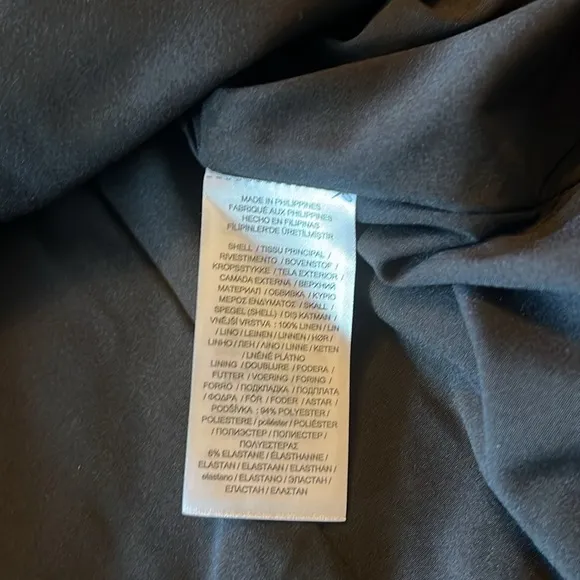 MADE IN PHILIPPINES
FABRIQUÉ AUX PHILIPPINES
HECHO EN FILIPINAS
FİLİPİNLER'DE ÜRETİLMİŞTİR
SHELL / TISSU PRINCIPAL /
RIVESTIMENTO / BOVENSTOF /
KROPSSTYKKE / TELA EXTERIOR /
CAMADA EXTERNA / ВЕРХНИЙ
МАТЕРИАЛ / ОБВИВКА / ΚΥΡΙΟ
ΜΕΡΟΣ ΕΝΔΥΜΑΤΟΣ / SKALL /
SPEGEL (SHELL) / DIŞ KATMAN /
VNĚJŠÍ VRSTVA : 100% LINEN / LIN
/ LINO / LEINEN / LINNEN / HØR /
LINHO / ЛЕН / ΛΙΝΟ / LINNE / KETEN
/ LNĚNÉ PLÁTNO
LINING / DOUBLURE / FODERA /
FUTTER / VOERING / FORING /
FORRO / ПОДКЛАДКА / ПОДПЛАТА
/ ΦΟΔΡΑ / FÔR / FODER / ASTAR /
PODŠÍVKA : 94% POLYESTER /
POLIESTERE / poliéster / POLIÉSTER
/ ПОЛИЭСТЕР / ПОЛИЕСТЕР /
ΠΟΛΥΕΣΤΕΡΑΣ
6% ELASTANE / ÉLASTHANNE /
ELASTAN / ELASTAAN / ELASTHAN /
elastano / ELASTANO / ЭЛАСТАН /
ЕЛАСТАН / ΕΛΑΣΤΑΝ